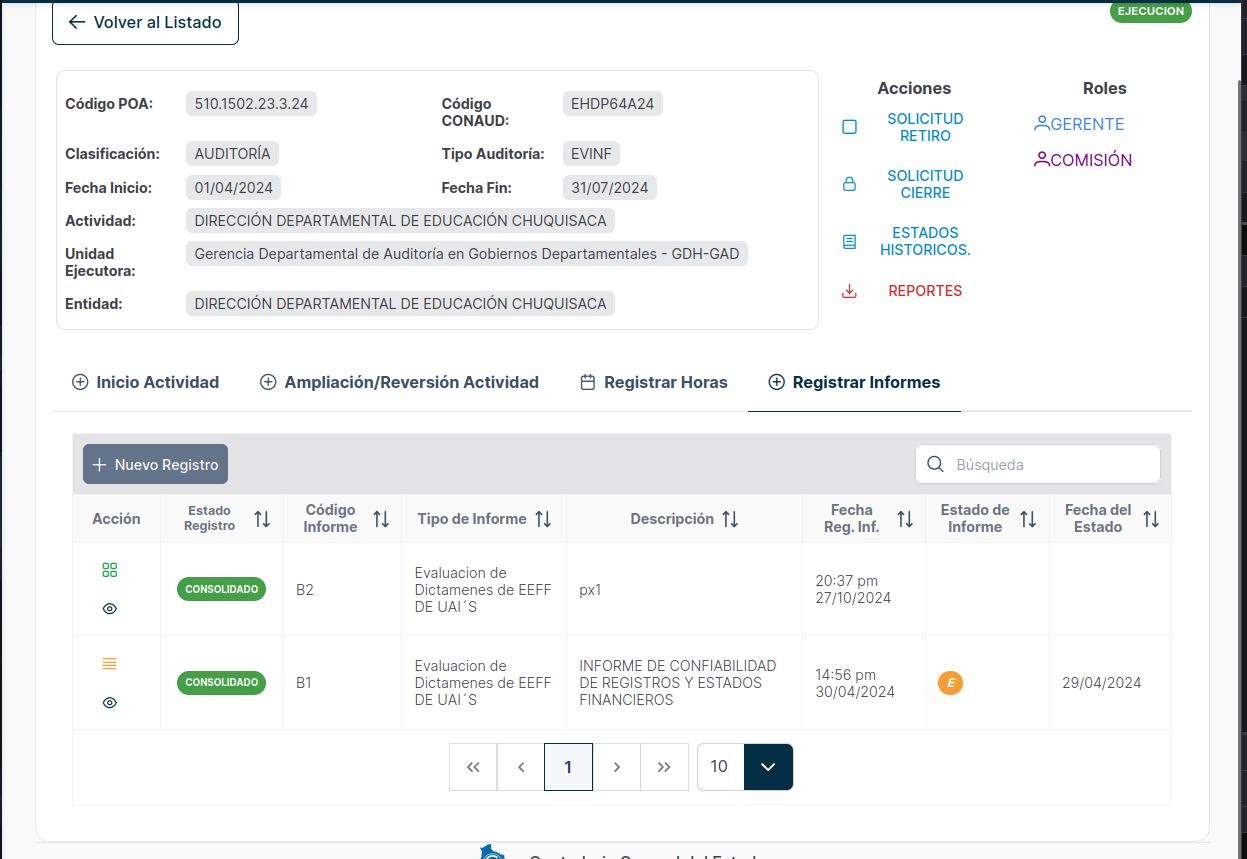 Volver al Listado
EJECUCION
Código POA: 510.1502.23.3.24
Código CONAUD: EHDP64A24
Clasificación: AUDITORÍA
Tipo Auditoría: EVINF
Fecha Inicio: 01/04/2024
Fecha Fin: 31/07/2024
Actividad: DIRECCIÓN DEPARTAMENTAL DE EDUCACIÓN CHUQUISACA
Unidad Ejecutora: Gerencia Departamental de Auditoría en Gobiernos Departamentales - GDH-GAD
Entidad: DIRECCIÓN DEPARTAMENTAL DE EDUCACIÓN CHUQUISACA
Acciones
SOLICITUD
RETIRO
SOLICITUD
CIERRE
ESTADOS
HISTORICOS.
REPORTES
Roles
GERENTE
COMISIÓN
Inicio Actividad
Ampliación/Reversión Actividad
Registrar Horas
Registrar Informes
Nuevo Registro
Búsqueda
Acción
Estado
Registro
Código
Informe
Tipo de Informe
Descripción
Fecha
Reg. Inf.
Estado de
Informe
Fecha del
Estado
CONSOLIDADO
B2
Evaluacion de
Dictamenes de EEFF
DE UAI´S
px1
20:37 pm
27/10/2024
CONSOLIDADO
B1
Evaluacion de
Dictamenes de EEFF
DE UAI´S
INFORME DE CONFIABILIDAD
DE REGISTROS Y ESTADOS
FINANCIEROS
14:56 pm
30/04/2024
E
29/04/2024
1
10